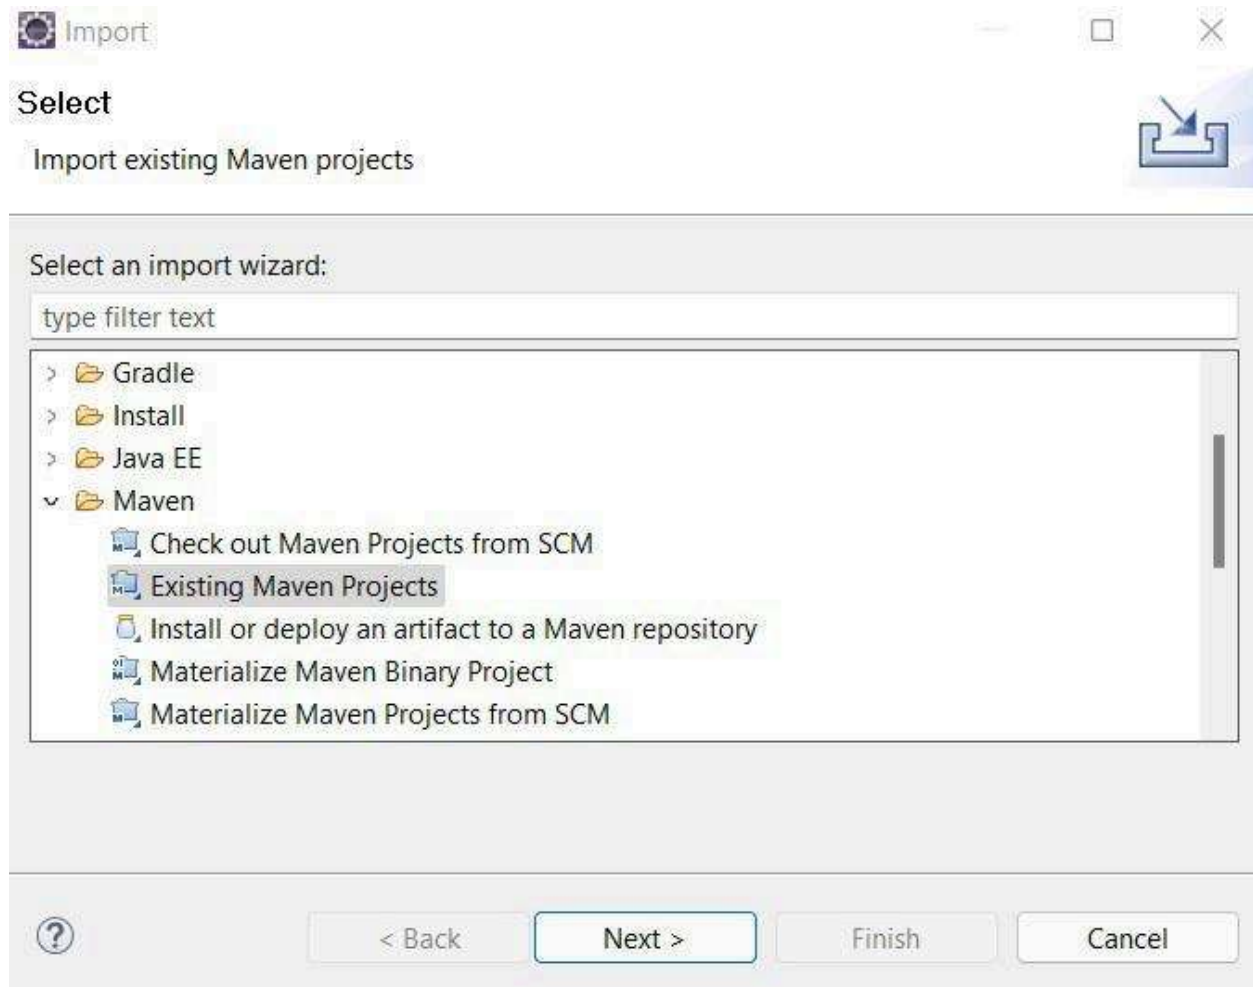 Import
Select
Import existing Maven projects
Select an import wizard:
type filter text
Gradle
Install
Java EE
Maven
Check out Maven Projects from SCM
Existing Maven Projects
Install or deploy an artifact to a Maven repository
Materialize Maven Binary Project
Materialize Maven Projects from SCM
? < Back Next > Finish Cancel